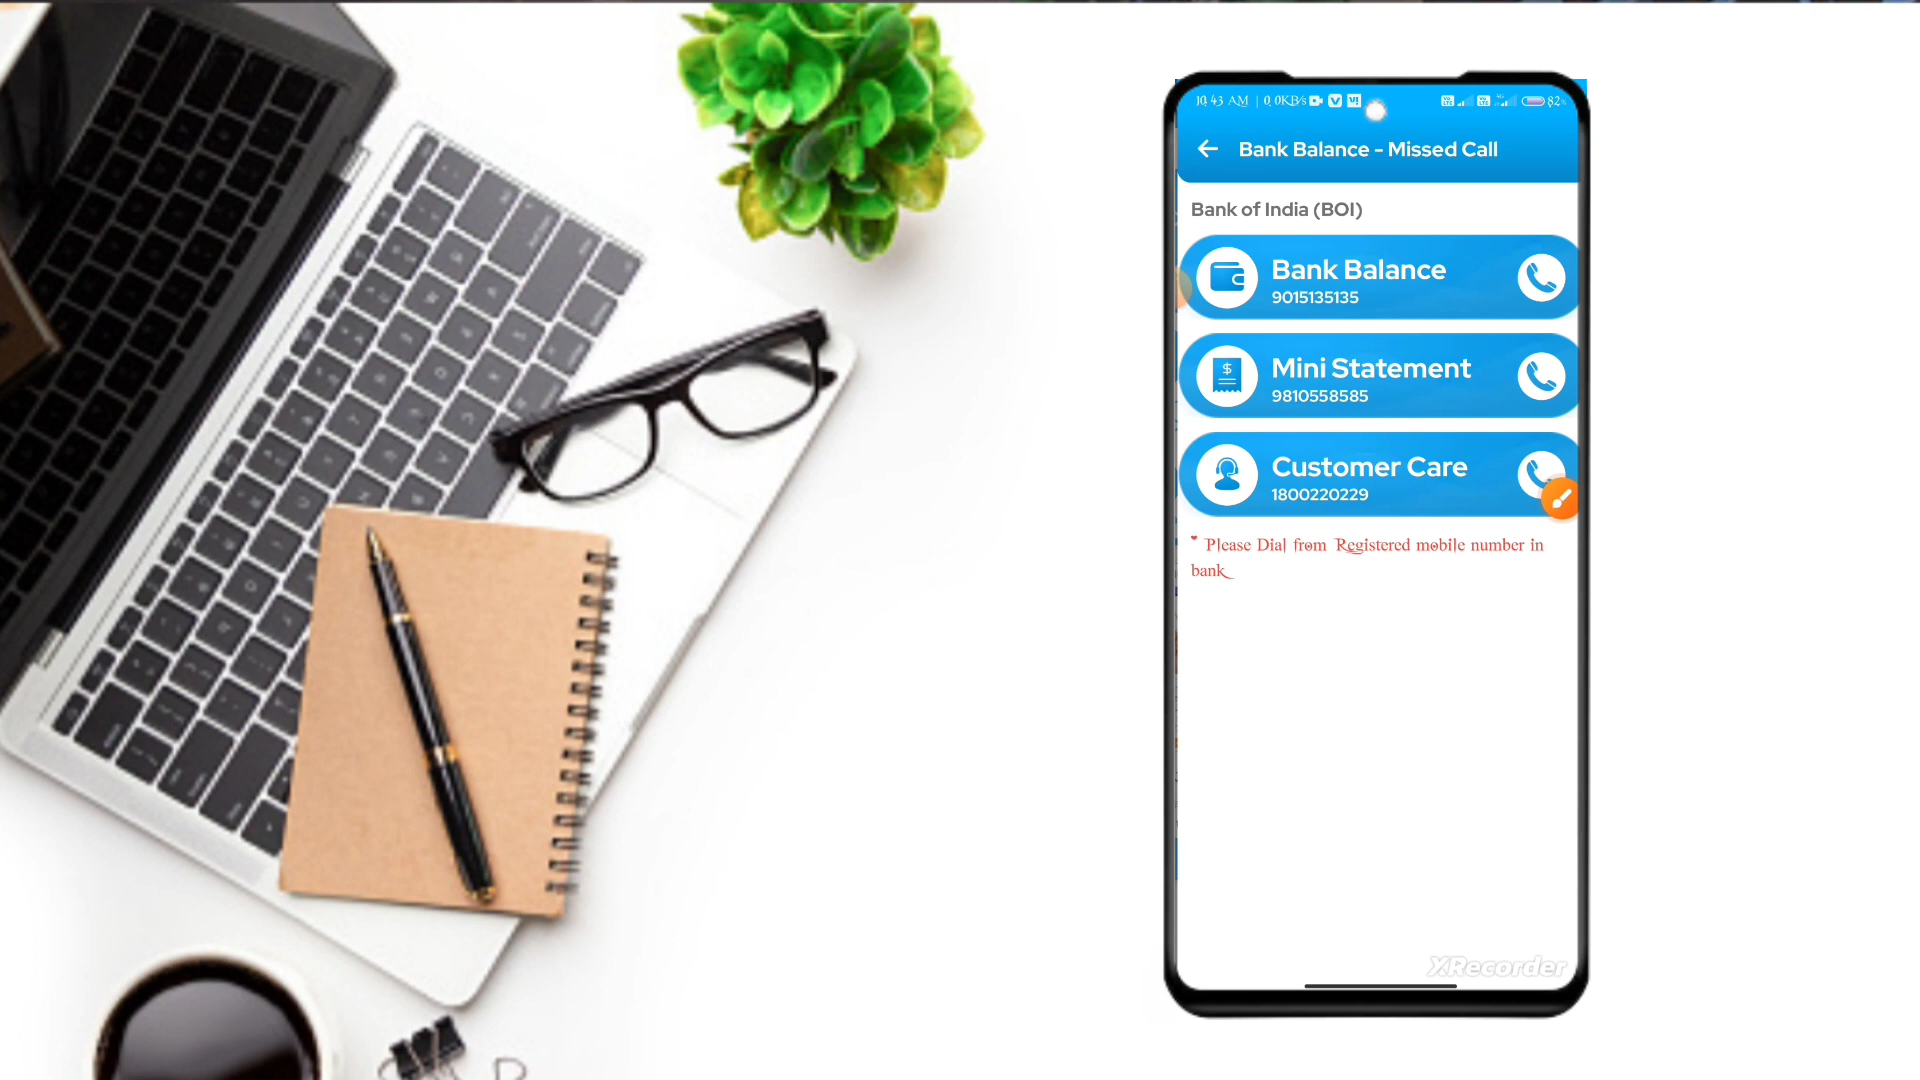 10:43 AM | 0.0KB/s 82
Bank Balance - Missed Call
Bank of India (BOI)
Bank Balance
9015135135
Mini Statement
9810558585
Customer Care
1800220229
* Please Dial from Registered mobile number in
bank
XRecorder